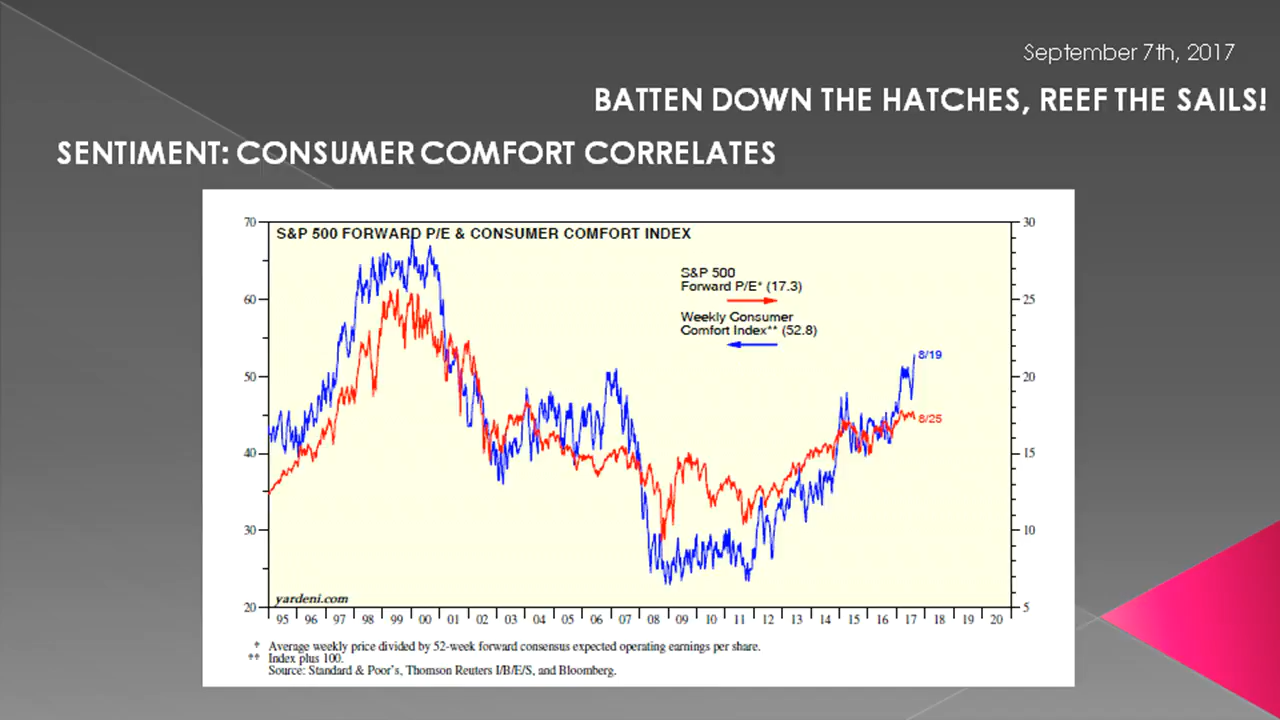 September 7th, 2017
BATTEN DOWN THE HATCHES, REEF THE SAILS!
SENTIMENT: CONSUMER COMFORT CORRELATES
S&P 500 FORWARD P/E & CONSUMER COMFORT INDEX
S&P 500
Forward P/E* (17.3)
Weekly Consumer
Comfort Index** (52.8)
8/19
8/25
70
60
50
40
30
20
30
25
20
15
10
5
yardeni.com
95 96 97 98 99 00 01 02 03 04 05 06 07 08 09 10 11 12 13 14 15 16 17 18 19 20
* Average weekly price divided by 52-week forward consensus expected operating earnings per share.
** Index plus 100.
Source: Standard & Poor's, Thomson Reuters I/B/E/S, and Bloomberg.